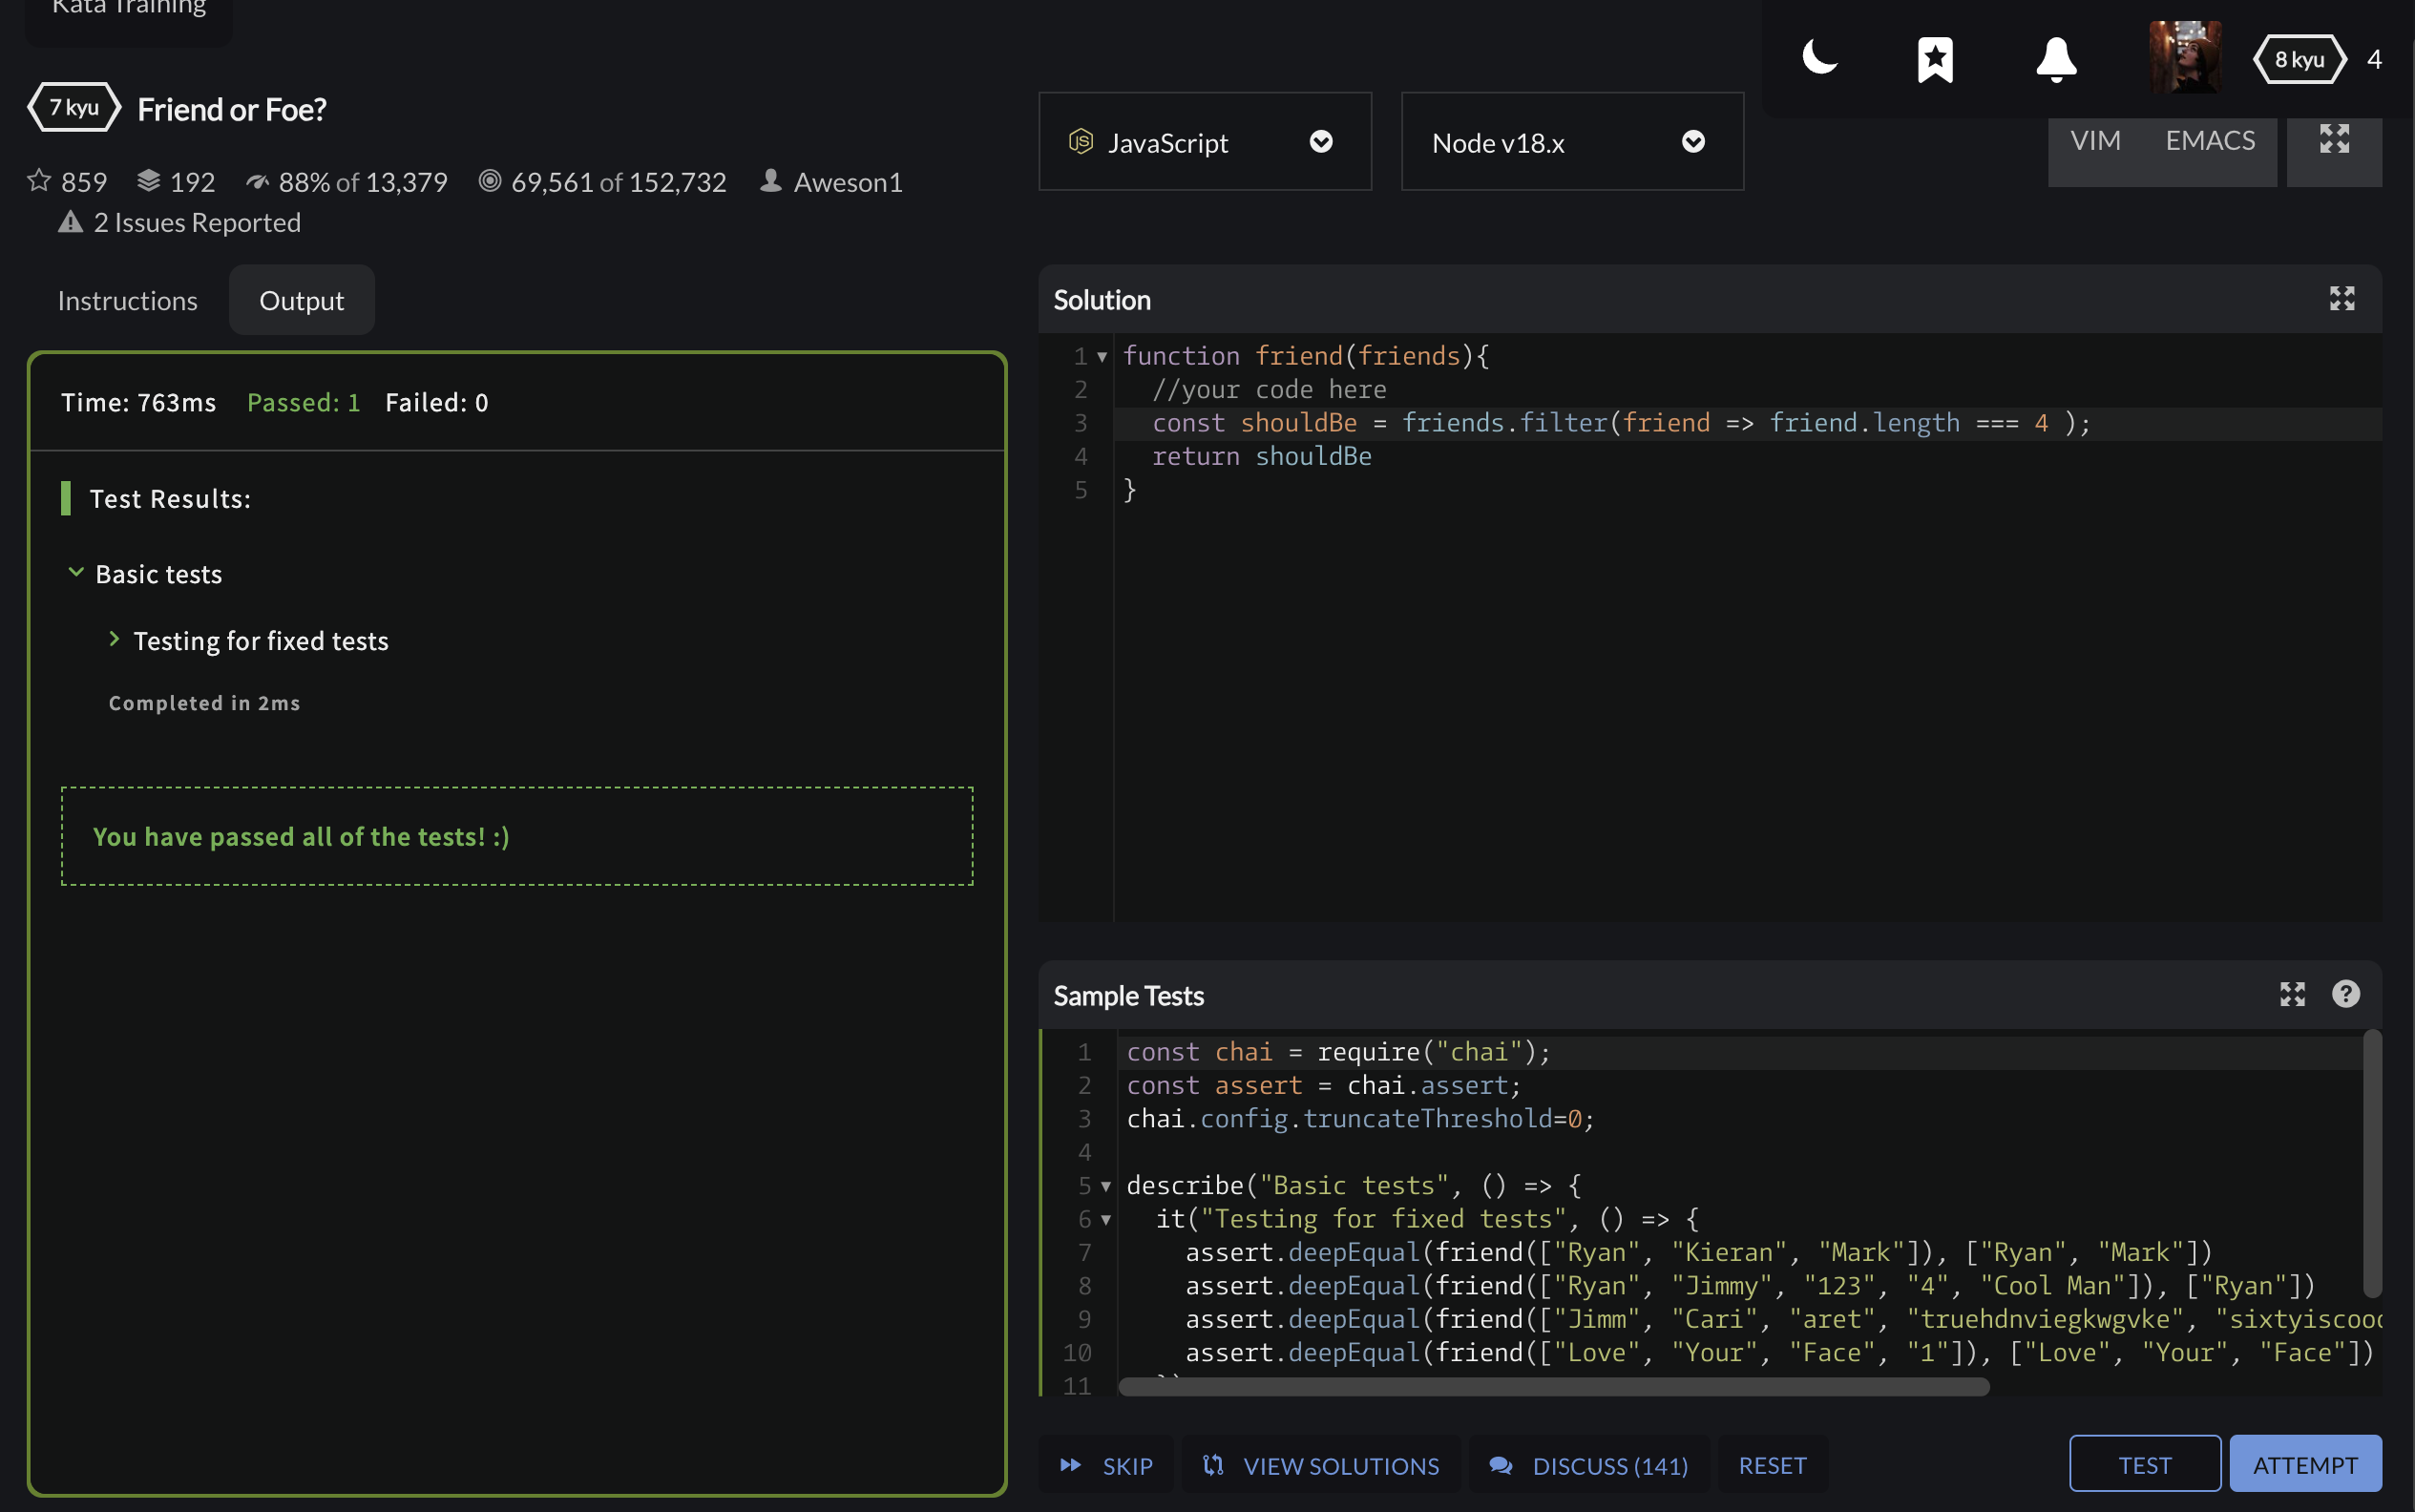 Kata Training
8 kyu 4
7 kyu Friend or Foe?
859 192 88% of 13,379 69,561 of 152,732 Aweson1
2 Issues Reported
JavaScript Node v18.x VIM EMACS
Instructions Output
Time: 763ms Passed: 1 Failed: 0
Test Results:
Basic tests
Testing for fixed tests
Completed in 2ms
You have passed all of the tests! :)
Solution
1 function friend(friends){
2 //your code here
3 const shouldBe = friends.filter(friend => friend.length === 4 );
4 return shouldBe
5 }
Sample Tests
1 const chai = require("chai");
2 const assert = chai.assert;
3 chai.config.truncateThreshold=0;
4
5 describe("Basic tests", () => {
6 it("Testing for fixed tests", () => {
7 assert.deepEqual(friend(["Ryan", "Kieran", "Mark"]), ["Ryan", "Mark"])
8 assert.deepEqual(friend(["Ryan", "Jimmy", "123", "4", "Cool Man"]), ["Ryan"])
9 assert.deepEqual(friend(["Jimm", "Cari", "aret", "truehdnviegkwgvke", "sixtyiscooo
10 assert.deepEqual(friend(["Love", "Your", "Face", "1"]), ["Love", "Your", "Face"])
11
SKIP VIEW SOLUTIONS DISCUSS (141) RESET TEST ATTEMPT